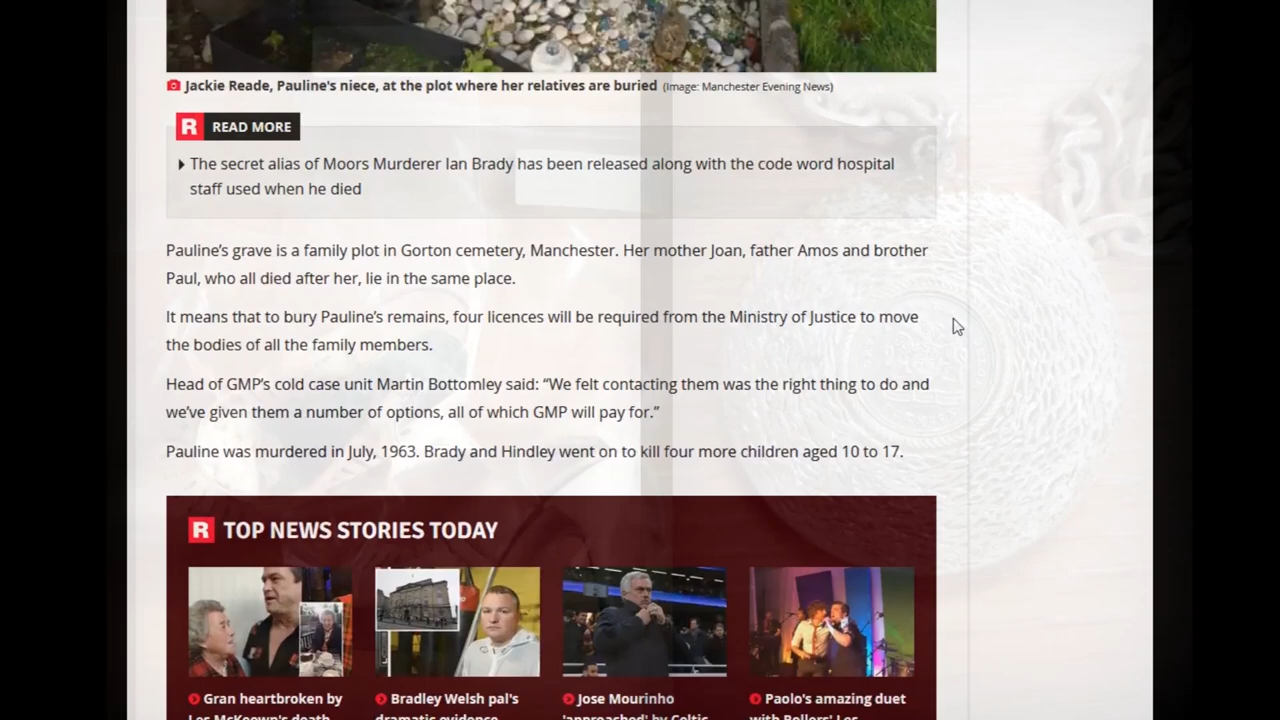 Jackie Reade, Pauline's niece, at the plot where her relatives are buried (Image: Manchester Evening News)
R READ MORE
The secret alias of Moors Murderer Ian Brady has been released along with the code word hospital
staff used when he died
Pauline’s grave is a family plot in Gorton cemetery, Manchester. Her mother Joan, father Amos and brother
Paul, who all died after her, lie in the same place.
It means that to bury Pauline’s remains, four licences will be required from the Ministry of Justice to move
the bodies of all the family members.
Head of GMP’s cold case unit Martin Bottomley said: “We felt contacting them was the right thing to do and
we’ve given them a number of options, all of which GMP will pay for.”
Pauline was murdered in July, 1963. Brady and Hindley went on to kill four more children aged 10 to 17.
R TOP NEWS STORIES TODAY
Gran heartbroken by
Les McKeown's death
Bradley Welsh pal's
dramatic evidence
Jose Mourinho
'approached' by Celtic
Paolo's amazing duet
with Rollers' Les